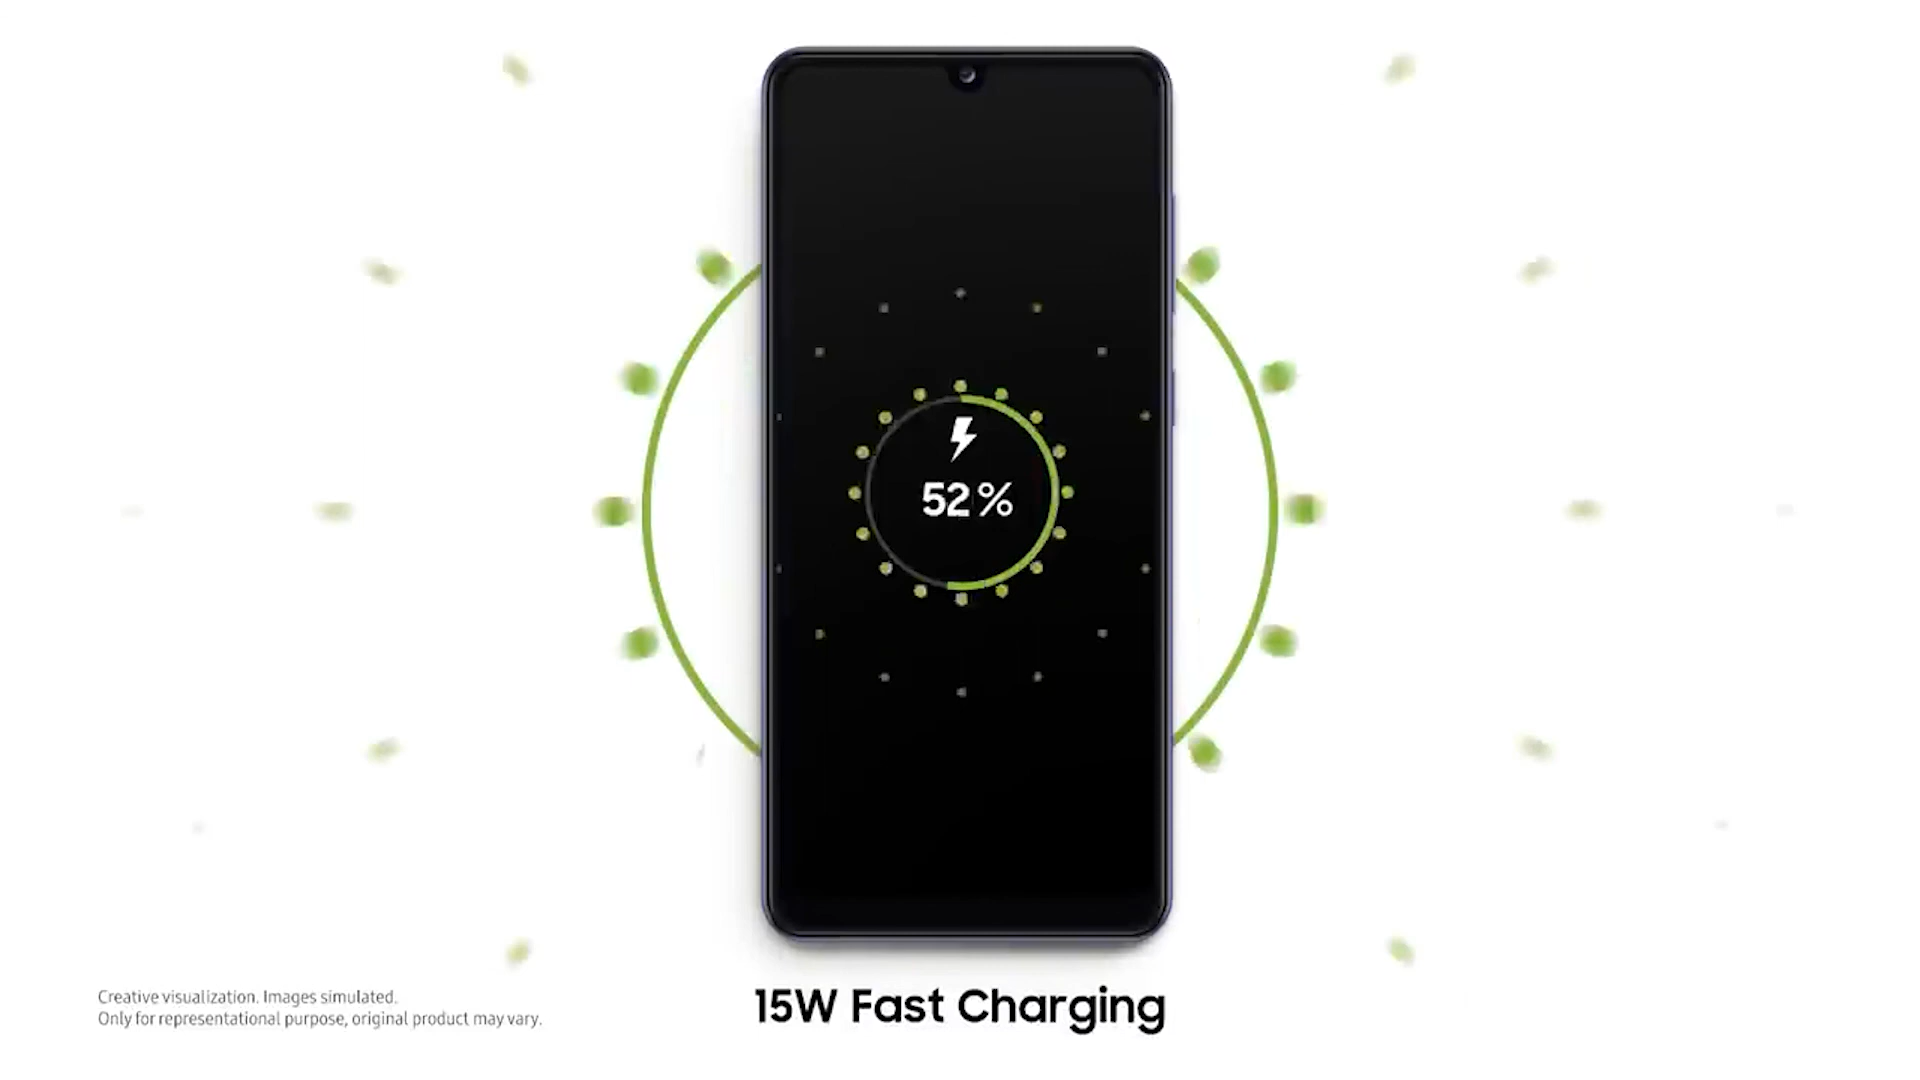 52%
15W Fast Charging
Creative visualization. Images simulated.
Only for representational purpose, original product may vary.